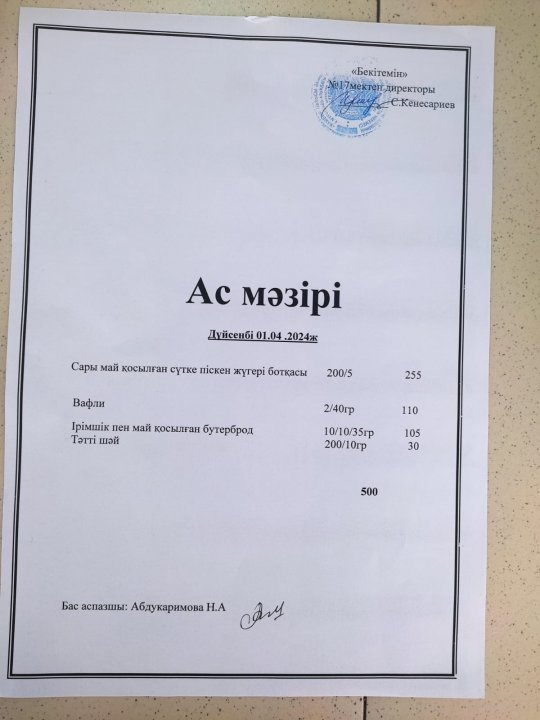 «Бекітемін»
№17мектеп директоры
С.Кенесариев
Ас мәзірі
Дүйсенбі 01.04 .2024ж
Сары май қосылған сүтке піскен жүгері ботқасы 200/5 255
Вафли 2/40гр 110
Ірімшік пен май қосылған бутерброд 10/10/35гр 105
Тәтті шәй 200/10гр 30
500
Бас аспазшы: Абдукаримова Н.А